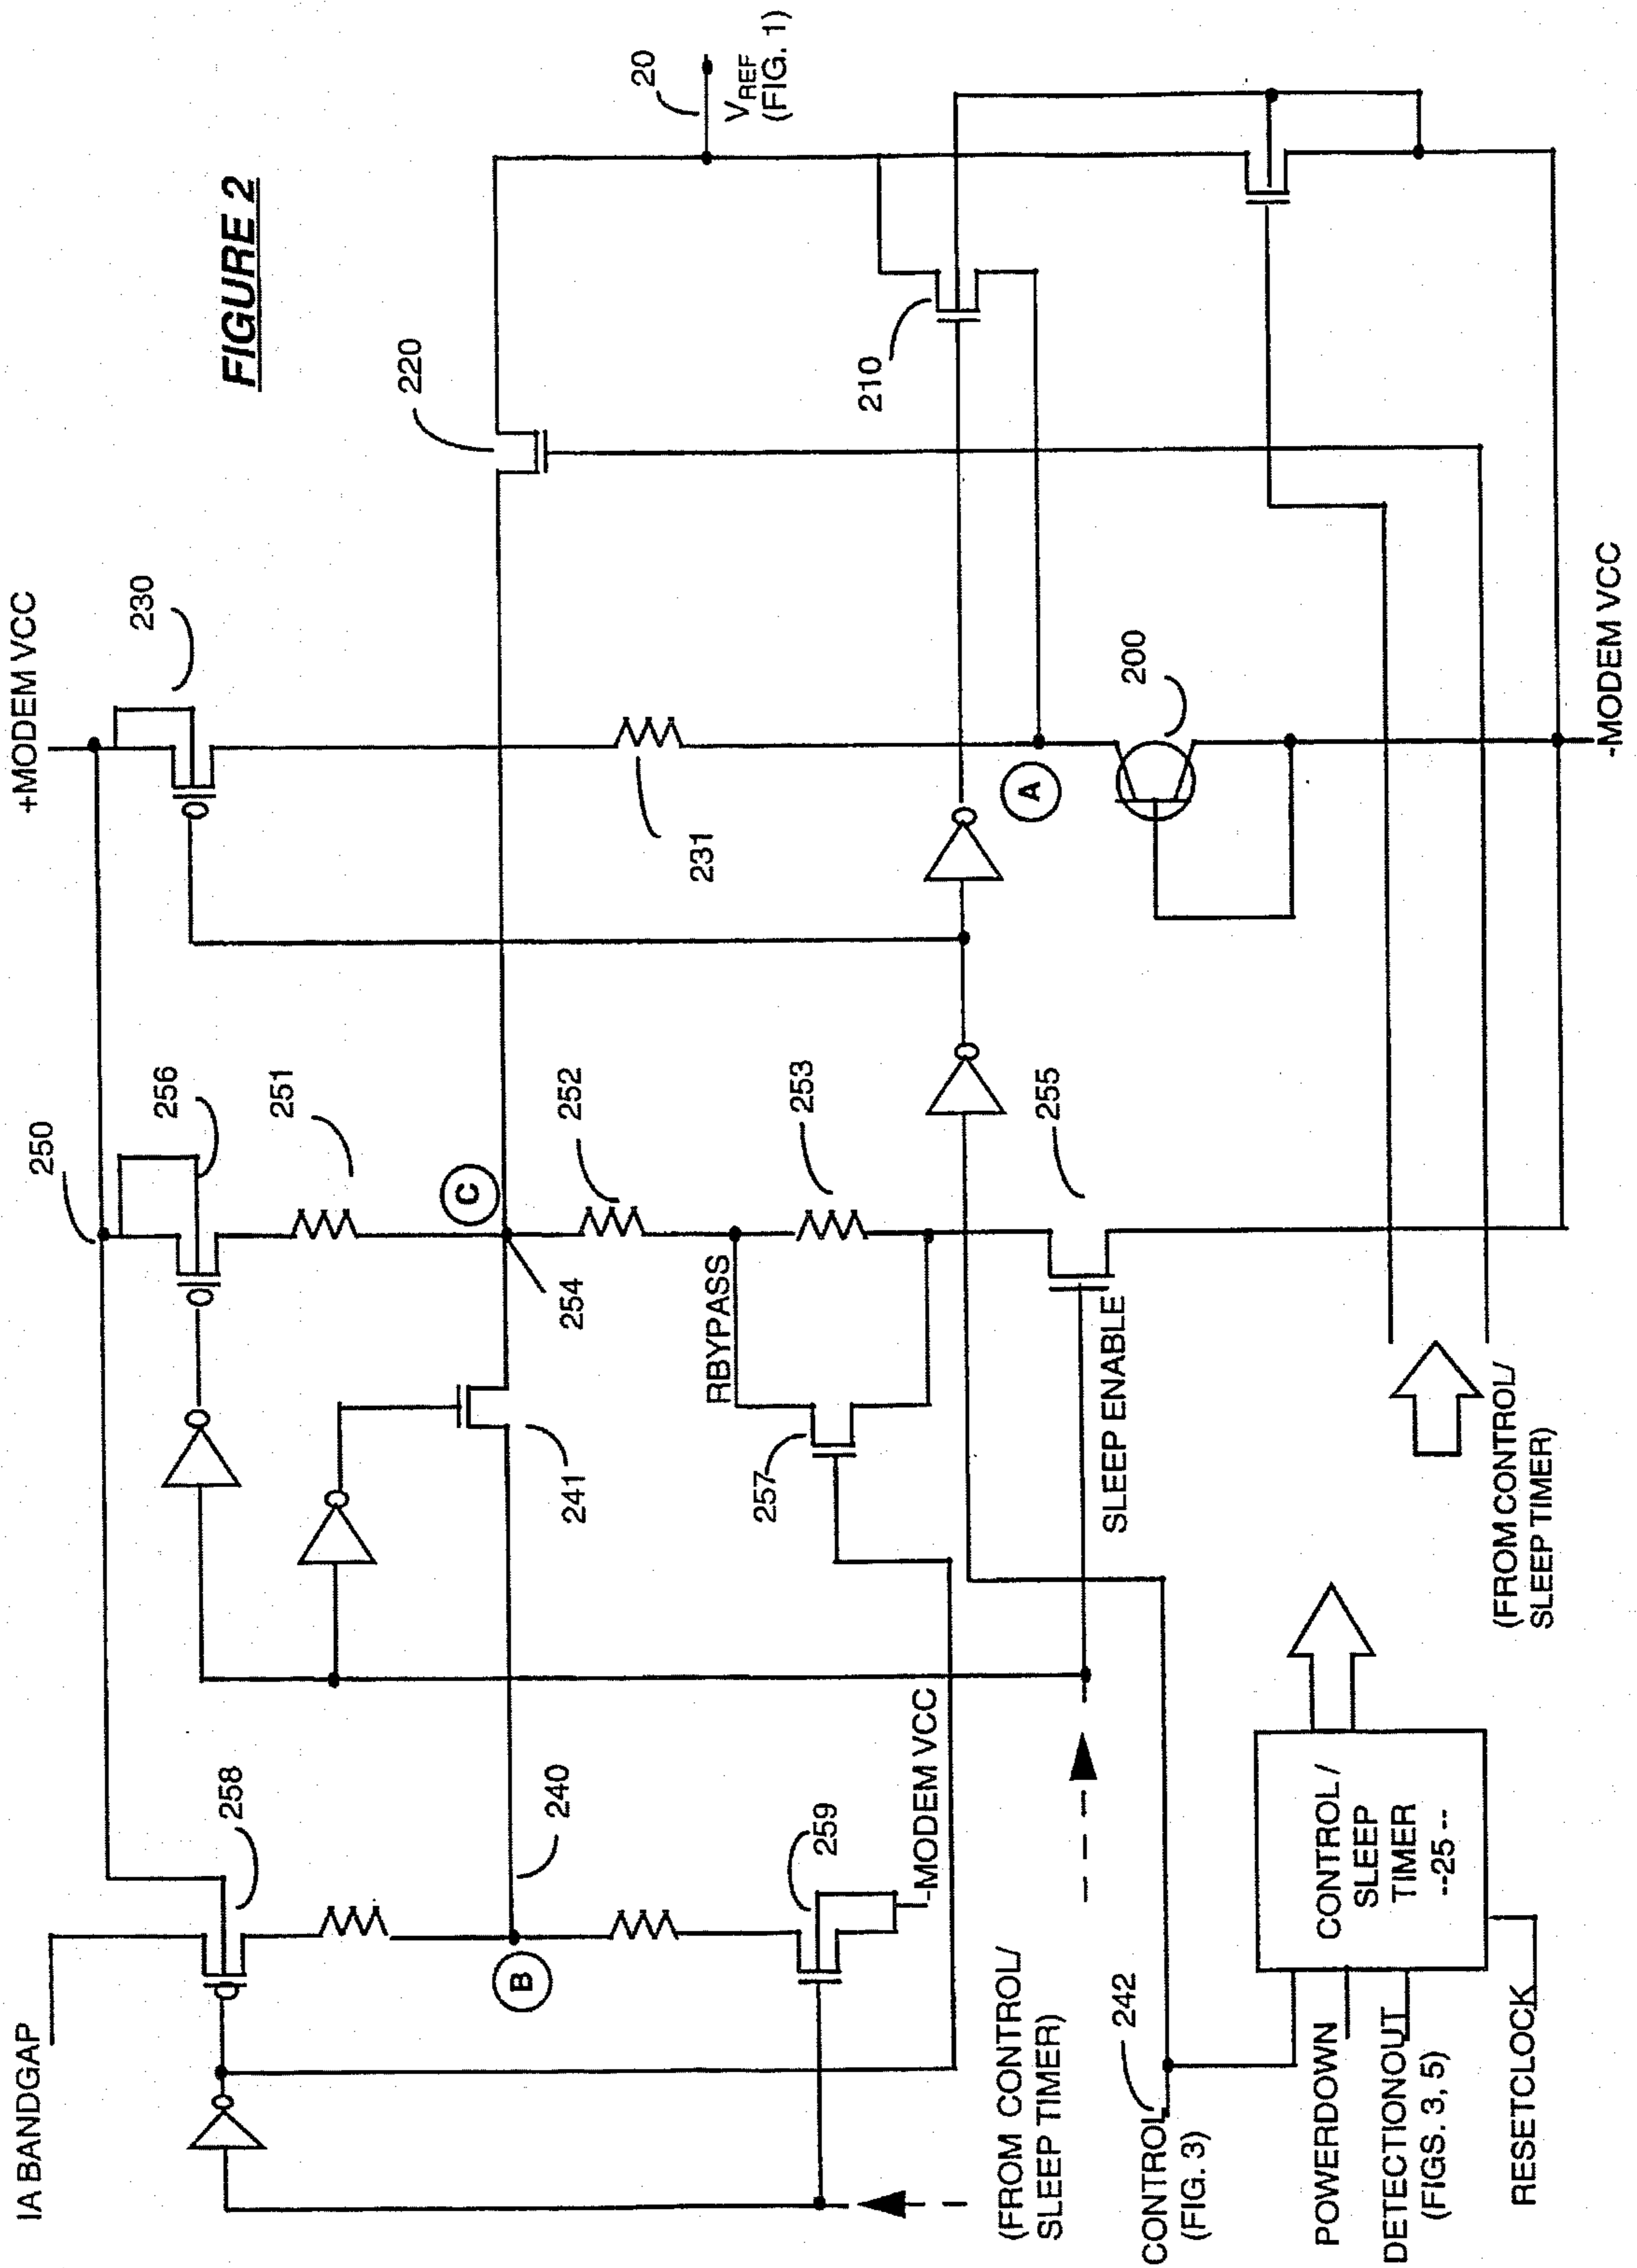 FIGURE 2
IA BANDGAP
258
250
256
251
+MODEM VCC
230
220
20
VREF
(FIG. 1)
240
B
241
254
C
252
253
231
A
200
210
259
-MODEM VCC
257
RBYPASS
255
SLEEP ENABLE
(FROM CONTROL/
SLEEP TIMER)
CONTROL
(FIG. 3)
242
POWERDOWN
DETECTIONOUT
(FIGS. 3, 5)
RESETCLOCK
CONTROL /
SLEEP
TIMER
--25 --
(FROM CONTROL/
SLEEP TIMER)
-MODEM VCC